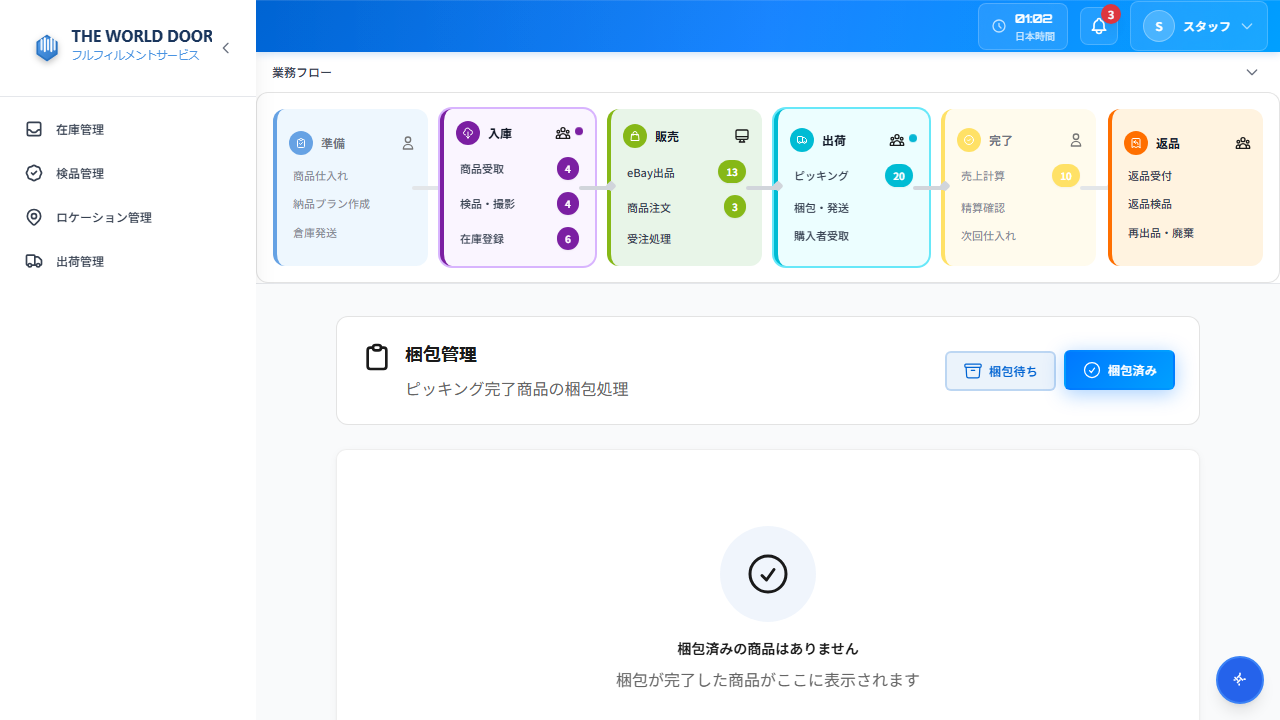 THE WORLD DOOR
フルフィルメントサービス
在庫管理
検品管理
ロケーション管理
出荷管理
01:02
日本時間
3
S
スタッフ
業務フロー
準備
商品仕入れ
納品プラン作成
倉庫発送
入庫
商品受取
4
検品・撮影
4
在庫登録
6
販売
eBay出品
13
商品注文
3
受注処理
出荷
ピッキング
20
梱包・発送
購入者受取
完了
売上計算
10
精算確認
次回仕入れ
返品
返品受付
返品検品
再出品・廃棄
梱包管理
ピッキング完了商品の梱包処理
梱包待ち
梱包済み
梱包済みの商品はありません
梱包が完了した商品がここに表示されます